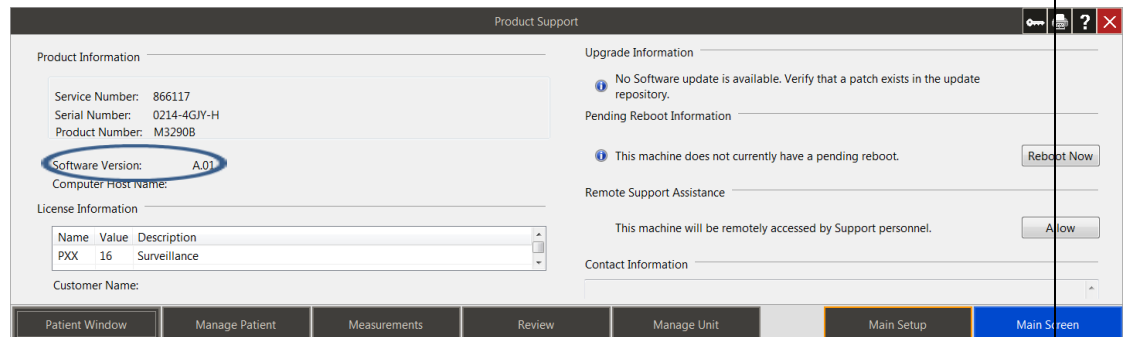 Product Support
?
Product Information
Service Number: 866117
Serial Number: 0214-4GJY-H
Product Number: M3290B
Software Version: A.01
Computer Host Name:
License Information
Name Value Description
PXX 16 Surveillance
Customer Name:
Upgrade Information
No Software update is available. Verify that a patch exists in the update
repository.
Pending Reboot Information
This machine does not currently have a pending reboot.
Reboot Now
Remote Support Assistance
This machine will be remotely accessed by Support personnel.
Allow
Contact Information
Patient Window Manage Patient Measurements Review Manage Unit Main Setup Main Screen